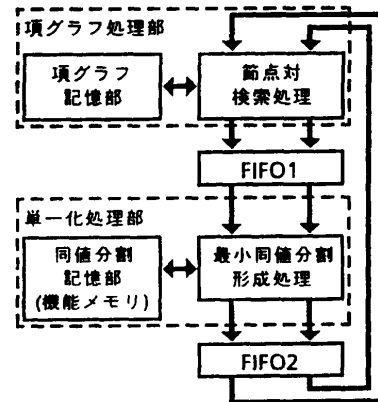 項グラフ処理部
項グラフ
記憶部
節点対
検索処理
FIFO1
単一化処理部
同値分割
記憶部
(機能メモリ)
最小同値分割
形成処理
FIFO2